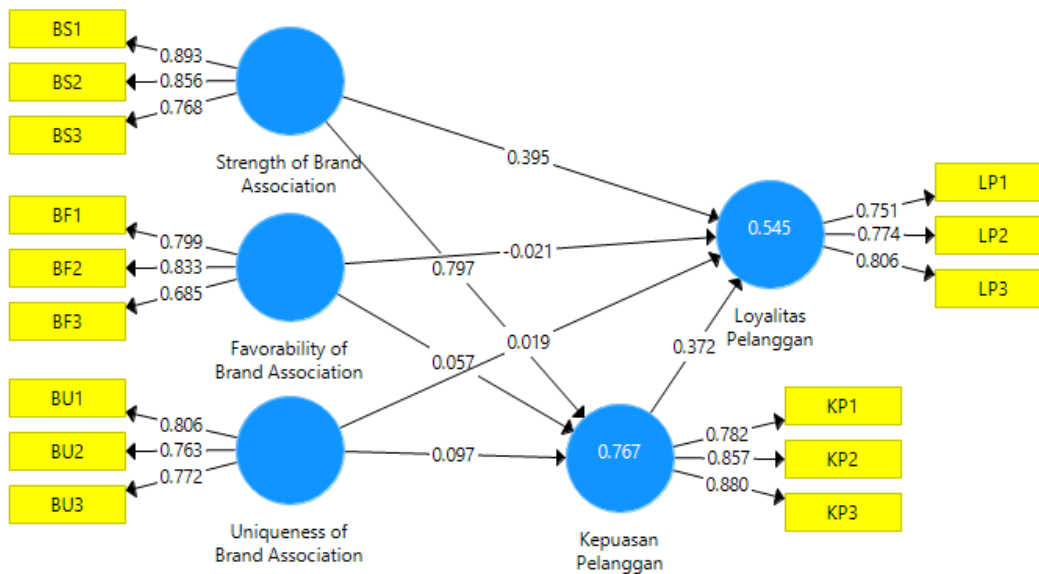 BS1
0.893
BS2
0.856
BS3
0.768
Strength of Brand
Association
0.395
BF1
0.799
BF2
0.833
BF3
0.685
Favorability of
Brand Association
-0.021
0.797
0.057
0.019
BU1
0.806
BU2
0.763
BU3
0.772
Uniqueness of
Brand Association
0.097
0.545
Loyalitas
Pelanggan
0.372
LP1
0.751
LP2
0.774
LP3
0.806
0.767
Kepuasan
Pelanggan
KP1
0.782
KP2
0.857
KP3
0.880